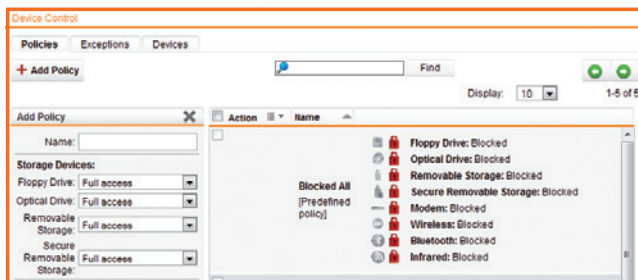 Device Control
Policies Exceptions Devices
+ Add Policy
Find
Display: 10
1-5 of 5
Add Policy
Name:
Storage Devices:
Floppy Drive: Full access
Optical Drive: Full access
Removable Storage: Full access
Secure Removable Storage: Full access
Action Name
Blocked All
[Predefined policy]
Floppy Drive: Blocked
Optical Drive: Blocked
Removable Storage: Blocked
Secure Removable Storage: Blocked
Modem: Blocked
Wireless: Blocked
Bluetooth: Blocked
Infrared: Blocked